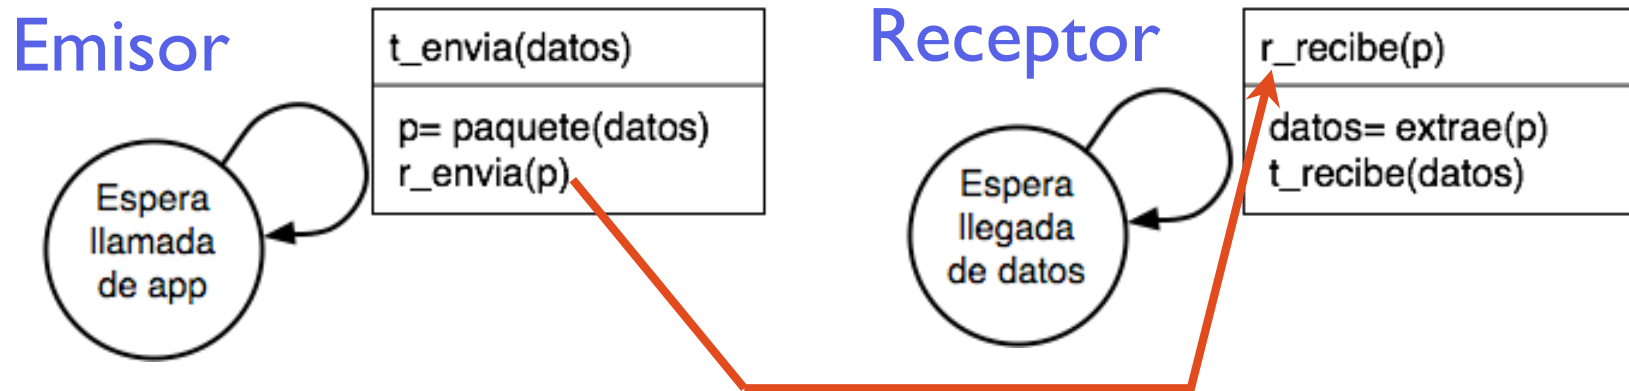 Emisor
t_envia(datos)
p= paquete(datos)
r_envia(p)
Espera
llamada
de app
Receptor
r_recibe(p)
datos= extrae(p)
t_recibe(datos)
Espera
llegada
de datos